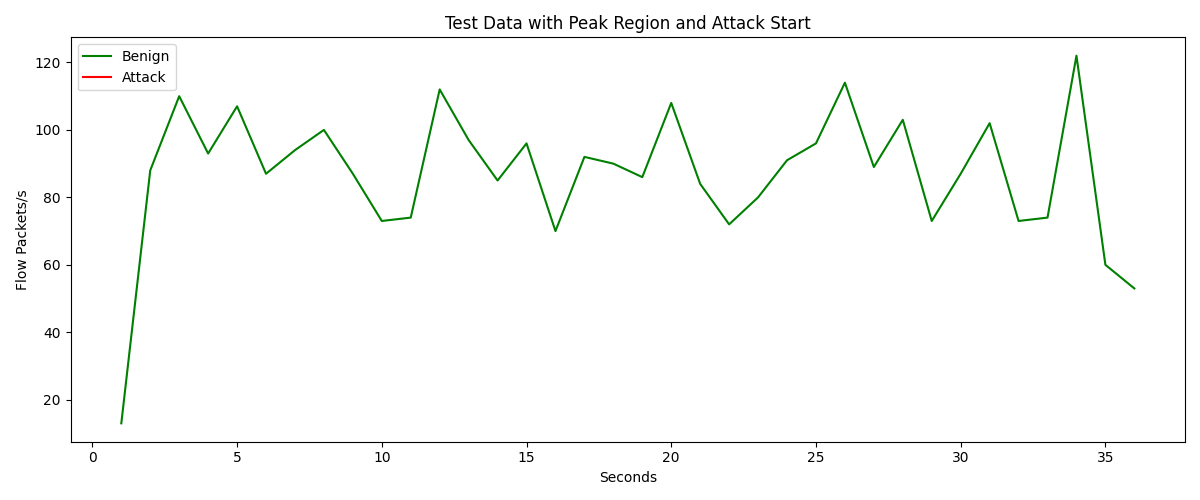 Test Data with Peak Region and Attack Start
Benign
Attack
Flow Packets/s
120
100
80
60
40
20
0 5 10 15 20 25 30 35
Seconds